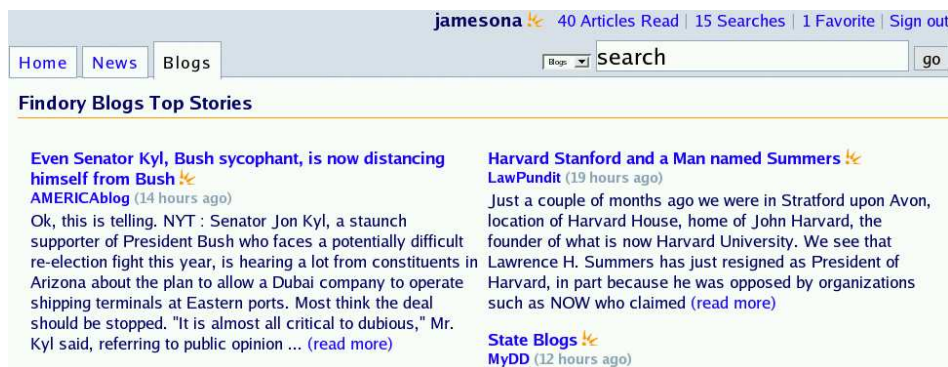 jamesona 40 Articles Read | 15 Searches | 1 Favorite | Sign out
Home News Blogs Blogs search go
Findory Blogs Top Stories
Even Senator Kyl, Bush sycophant, is now distancing
himself from Bush
AMERICAblog (14 hours ago)
Ok, this is telling. NYT : Senator Jon Kyl, a staunch
supporter of President Bush who faces a potentially difficult
re-election fight this year, is hearing a lot from constituents in
Arizona about the plan to allow a Dubai company to operate
shipping terminals at Eastern ports. Most think the deal
should be stopped. "It is almost all critical to dubious," Mr.
Kyl said, referring to public opinion ... (read more)
Harvard Stanford and a Man named Summers
LawPundit (19 hours ago)
Just a couple of months ago we were in Stratford upon Avon,
location of Harvard House, home of John Harvard, the
founder of what is now Harvard University. We see that
Lawrence H. Summers has just resigned as President of
Harvard, in part because he was opposed by organizations
such as NOW who claimed (read more)
State Blogs
MyDD (12 hours ago)